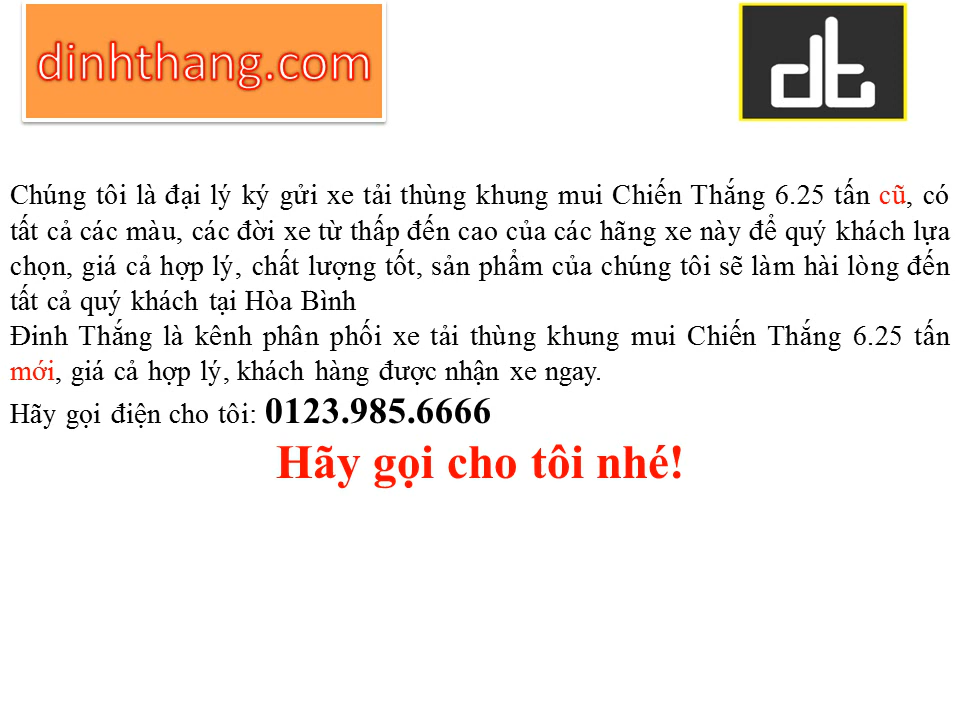 dinhthang.com
dt
Chúng tôi là đại lý ký gửi xe tải thùng khung mui Chiến Thắng 6.25 tấn cũ, có
tất cả các màu, các đời xe từ thấp đến cao của các hãng xe này để quý khách lựa
chọn, giá cả hợp lý, chất lượng tốt, sản phẩm của chúng tôi sẽ làm hài lòng đến
tất cả quý khách tại Hòa Bình
Đinh Thắng là kênh phân phối xe tải thùng khung mui Chiến Thắng 6.25 tấn
mới, giá cả hợp lý, khách hàng được nhận xe ngay.
Hãy gọi điện cho tôi: 0123.985.6666
Hãy gọi cho tôi nhé!